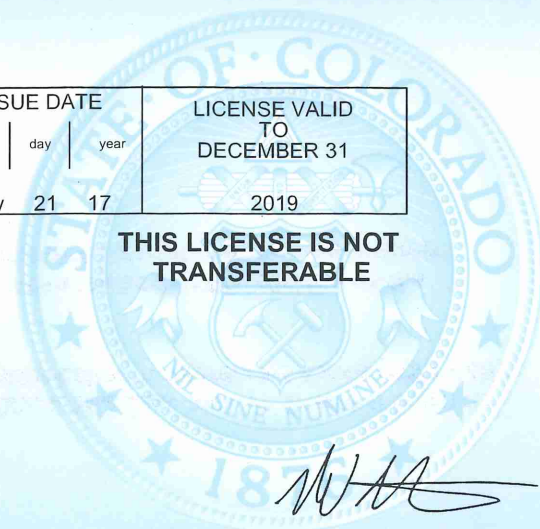 STATE OF COLORADO
SUE DATE
day year
21 17
LICENSE VALID
TO
DECEMBER 31
2019
THIS LICENSE IS NOT
TRANSFERABLE
NIL SINE NUMINE
1876